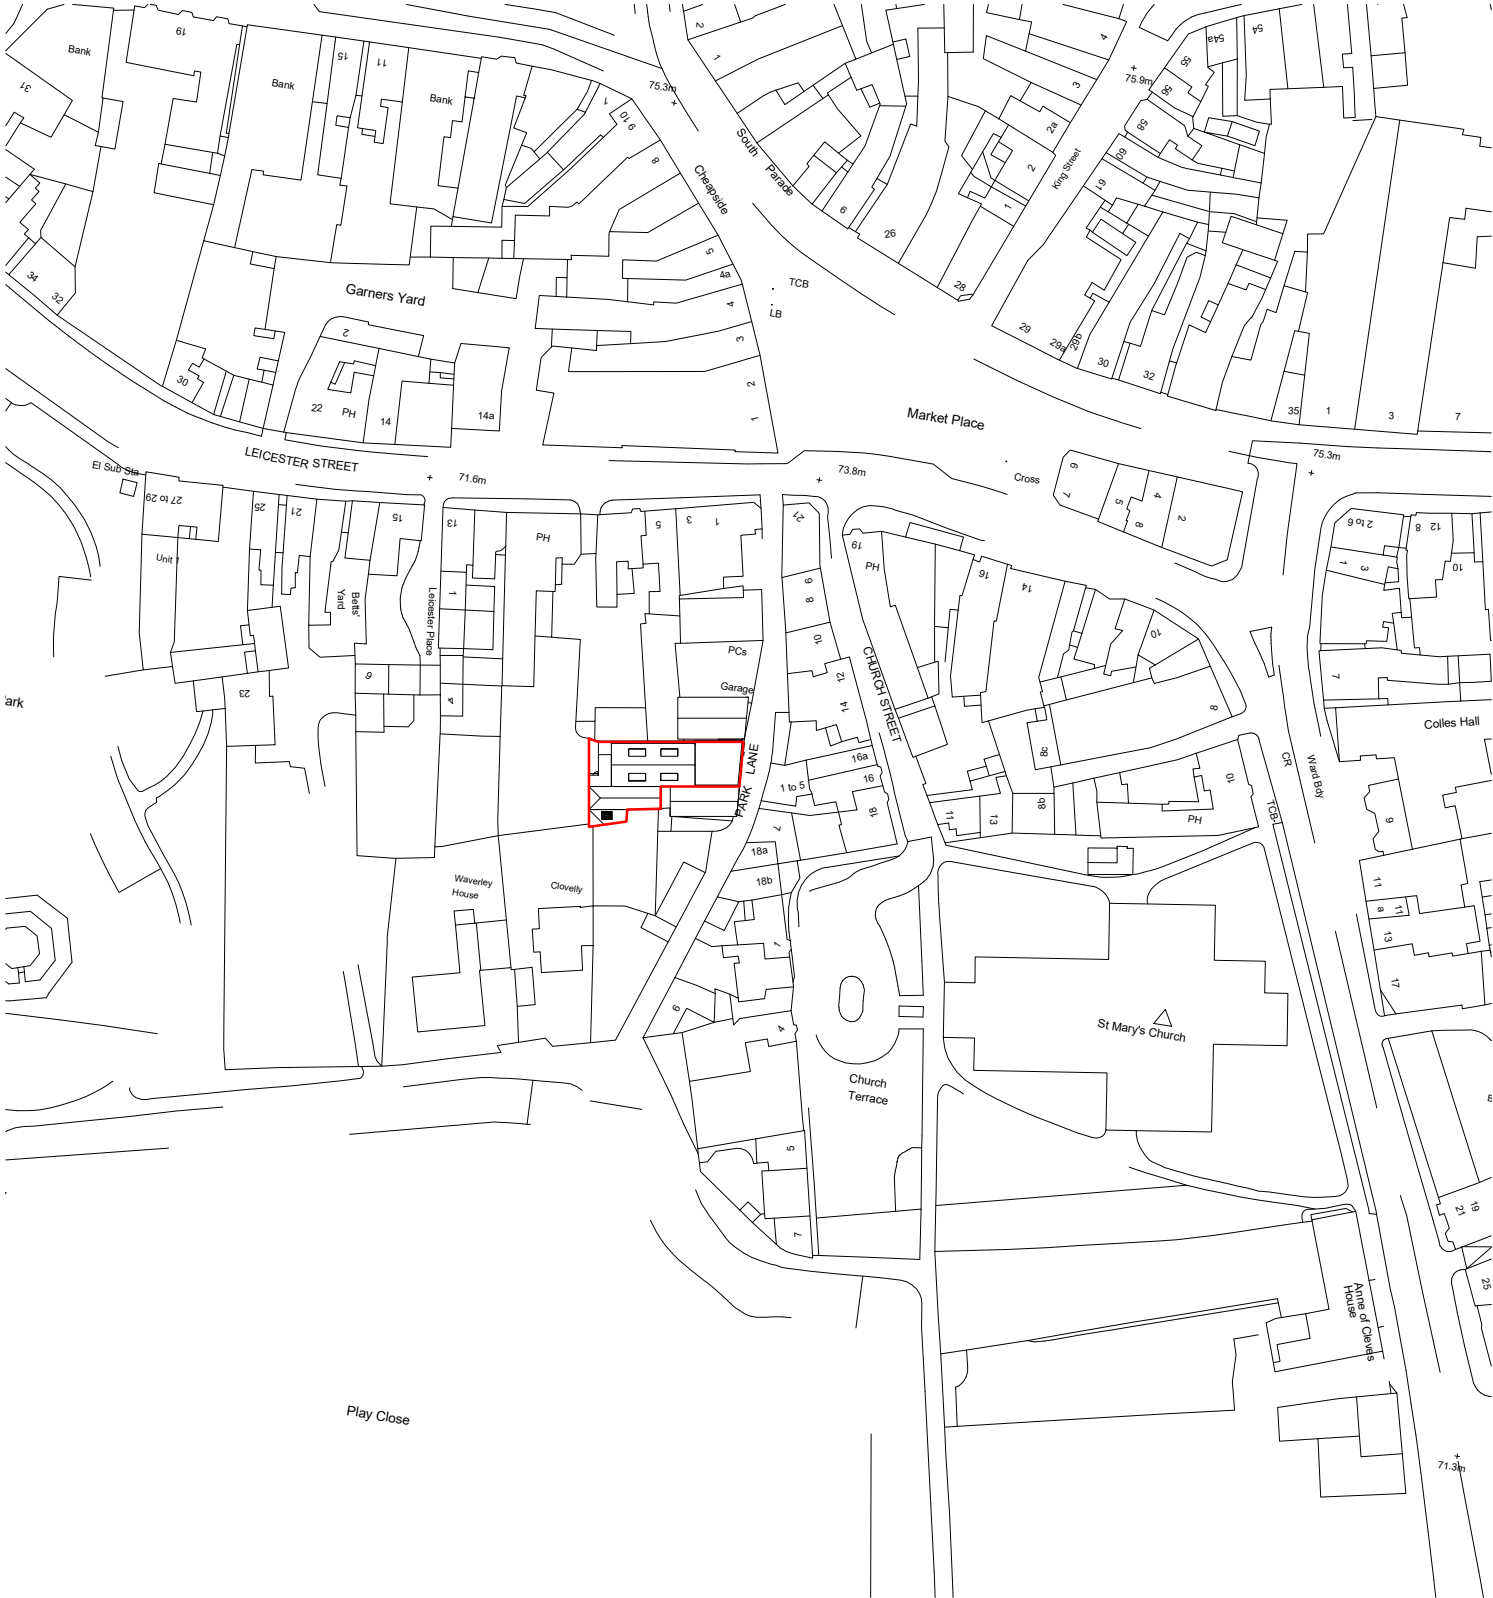 Bank
19
31
15
11
Bank
Bank
1
9 10
8
75.3m
2
1
South
Parade
Cheapside
4
3
75.9m
2a
2
1
King Street
54a
54
55
56
58
60
61
34
32
Garners Yard
5
4a
4
3
2
1
TCB
LB
9
26
28
29
29a
29b
30
32
35
1
3
7
30
2
22
PH
14
14a
Market Place
LEICESTER STREET
El Sub Sta
71.6m
73.8m
Cross
75.3m
6
7
5
4
8
2
27 to 29
25
21
15
13
PH
5
3
1
21
19
PH
16
14
10
2 to 6
8
12
10
1
3
Unit 1
Betts'
Yard
Leicester Place
1
9
8
10
12
14
CHURCH STREET
PCs
Garage
6
4
23
ark
7
8
8c
Colles Hall
PARK LANE
1 to 5
16a
16
18
11
13
8b
10
PH
CR
Ward Bdy
TCB
9
7
18a
18b
Waverley
House
Clovelly
1
11
a
11
13
17
6
4
St Mary's Church
Church
Terrace
5
7
19
21
25
Anne of Cleves
House
Play Close
71.3m